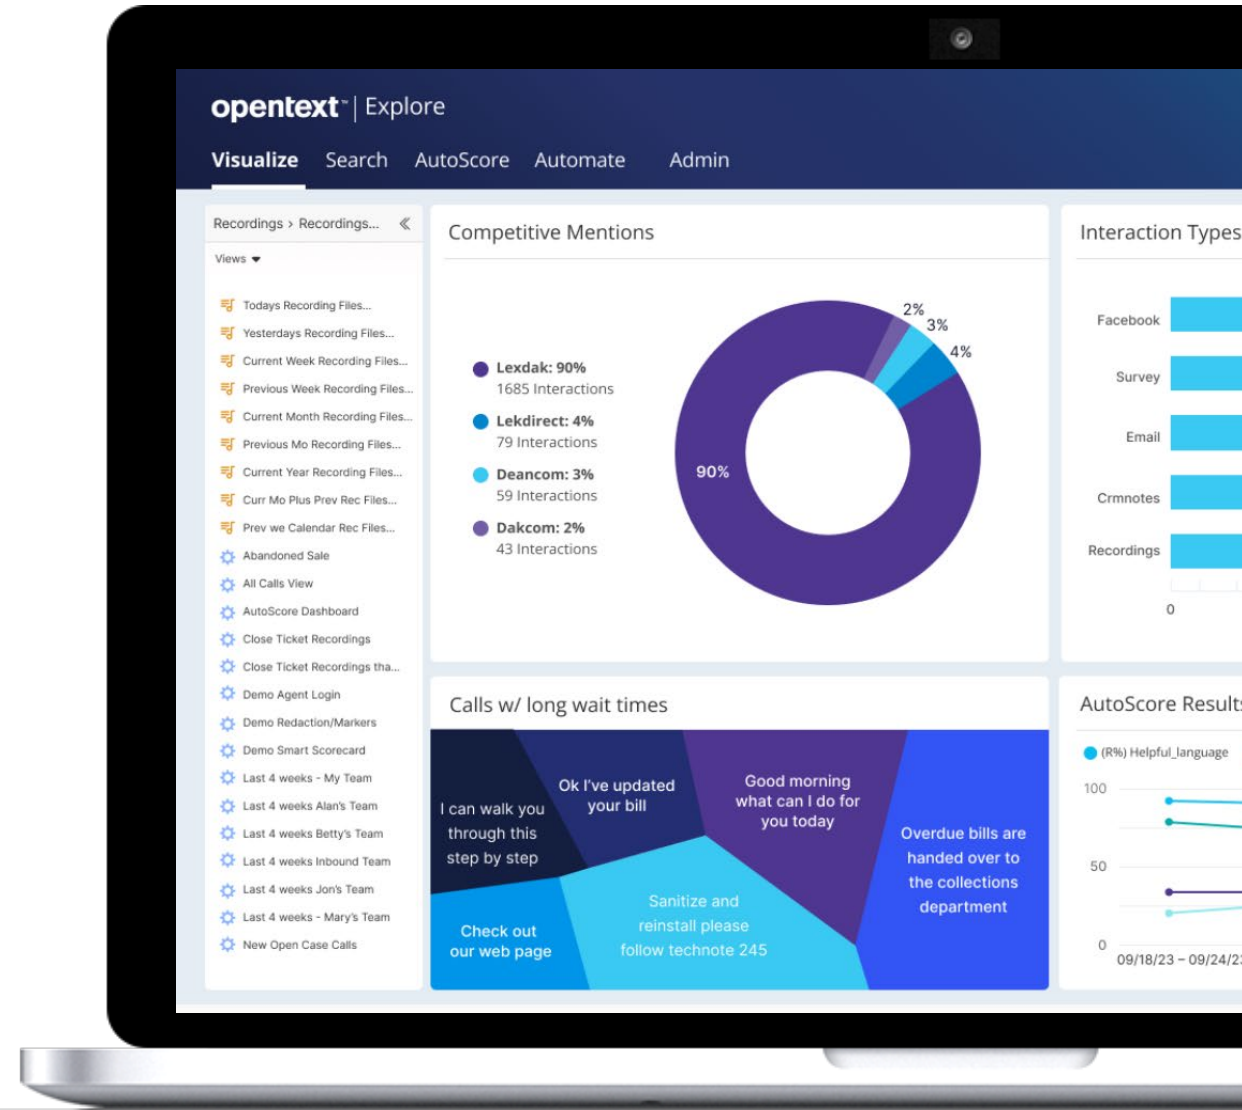 opentext™ | Explore
Visualize Search AutoScore Automate Admin
Recordings › Recordings...
Views
Todays Recording Files...
Yesterdays Recording Files...
Current Week Recording Files...
Previous Week Recording Files...
Current Month Recording Files...
Previous Mo Recording Files...
Current Year Recording Files...
Curr Mo Plus Prev Rec Files...
Prev we Calendar Rec Files...
Abandoned Sale
All Calls View
AutoScore Dashboard
Close Ticket Recordings
Close Ticket Recordings tha...
Demo Agent Login
Demo Redaction/Markers
Demo Smart Scorecard
Last 4 weeks - My Team
Last 4 weeks Alan's Team
Last 4 weeks Betty's Team
Last 4 weeks Inbound Team
Last 4 weeks Jon's Team
Last 4 weeks - Mary's Team
New Open Case Calls
Competitive Mentions
Lexdak: 90%
1685 Interactions
Lekdirect: 4%
79 Interactions
Deancom: 3%
59 Interactions
Dakcom: 2%
43 Interactions
2%
3%
4%
90%
Interaction Types
Facebook
Survey
Email
Crmnotes
Recordings
0
Calls w/ long wait times
I can walk you
through this
step by step
Ok I've updated
your bill
Good morning
what can I do for
you today
Overdue bills are
handed over to
the collections
department
Check out
our web page
Sanitize and
reinstall please
follow technote 245
AutoScore Results
(R%) Helpful_language
100
50
0
09/18/23 – 09/24/23